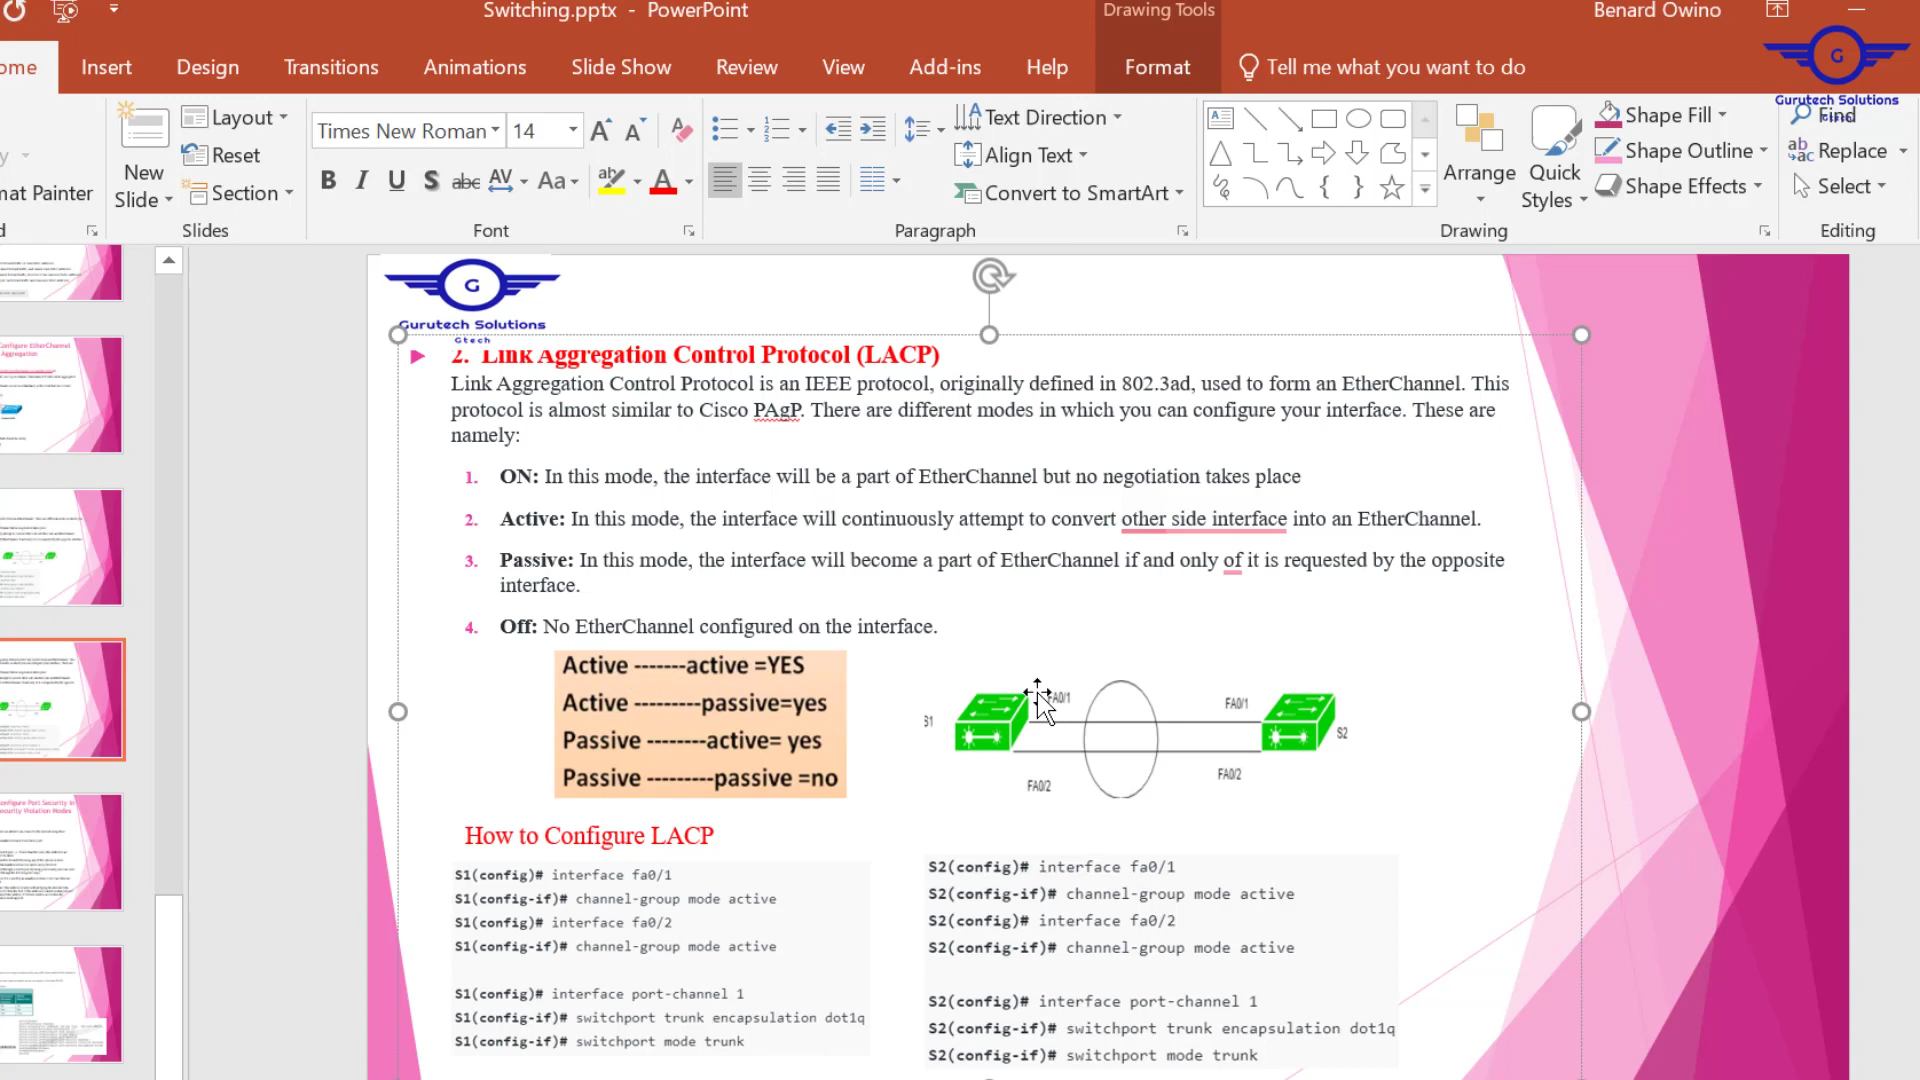 Switching.pptx - PowerPoint
Drawing Tools
Benard Owino
Insert
Design
Transitions
Animations
Slide Show
Review
View
Add-ins
Help
Format
Tell me what you want to do
G
Gurutech Solutions
Gtech
New
Slide
Layout
Reset
Section
Slides
Times New Roman
14
Font
Text Direction
Align Text
Convert to SmartArt
Paragraph
Arrange
Quick
Styles
Shape Fill
Shape Outline
Shape Effects
Drawing
Find
Replace
Select
Editing
G
Gurutech Solutions
Gtech
2. Link Aggregation Control Protocol (LACP)
Link Aggregation Control Protocol is an IEEE protocol, originally defined in 802.3ad, used to form an EtherChannel. This
protocol is almost similar to Cisco PAgP. There are different modes in which you can configure your interface. These are
namely:
1. ON: In this mode, the interface will be a part of EtherChannel but no negotiation takes place
2. Active: In this mode, the interface will continuously attempt to convert other side interface into an EtherChannel.
3. Passive: In this mode, the interface will become a part of EtherChannel if and only of it is requested by the opposite
interface.
4. Off: No EtherChannel configured on the interface.
Active -------active =YES
Active ---------passive=yes
Passive --------active= yes
Passive ---------passive =no
S1
FA0/1
FA0/1
S2
FA0/2
FA0/2
How to Configure LACP
S1(config)# interface fa0/1
S1(config-if)# channel-group mode active
S1(config)# interface fa0/2
S1(config-if)# channel-group mode active
S1(config)# interface port-channel 1
S1(config-if)# switchport trunk encapsulation dot1q
S1(config-if)# switchport mode trunk
S2(config)# interface fa0/1
S2(config-if)# channel-group mode active
S2(config)# interface fa0/2
S2(config-if)# channel-group mode active
S2(config)# interface port-channel 1
S2(config-if)# switchport trunk encapsulation dot1q
S2(config-if)# switchport mode trunk